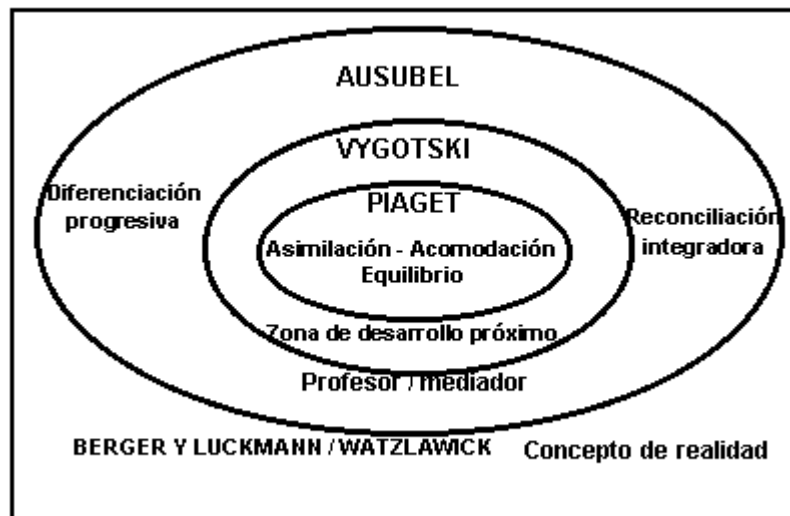 AUSUBEL
VYGOTSKI
Diferenciación
progresiva
PIAGET
Reconciliación
integradora
Asimilación - Acomodación
Equilibrio
Zona de desarrollo próximo
Profesor / mediador
BERGER Y LUCKMANN / WATZLAWICK
Concepto de realidad